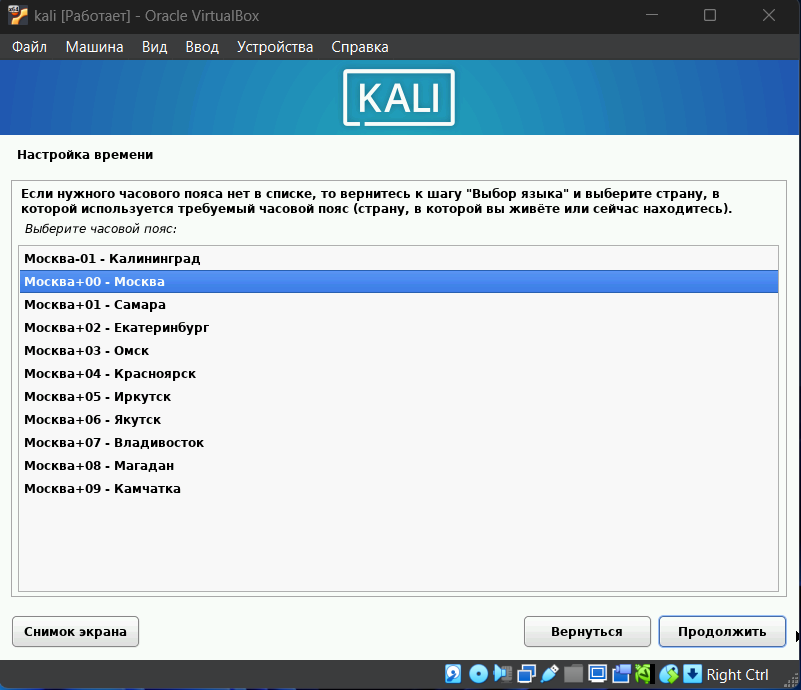 kali [Работает] - Oracle VirtualBox
Файл Машина Вид Ввод Устройства Справка
KALI
Настройка времени
Если нужного часового пояса нет в списке, то вернитесь к шагу "Выбор языка" и выберите страну, в
которой используется требуемый часовой пояс (страну, в которой вы живёте или сейчас находитесь).
Выберите часовой пояс:
Москва-01 - Калининград
Москва+00 - Москва
Москва+01 - Самара
Москва+02 - Екатеринбург
Москва+03 - Омск
Москва+04 - Красноярск
Москва+05 - Иркутск
Москва+06 - Якутск
Москва+07 - Владивосток
Москва+08 - Магадан
Москва+09 - Камчатка
Снимок экрана Вернуться Продолжить
Right Ctrl